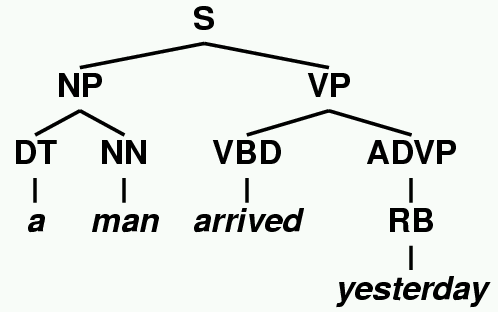 S
NP VP
DT NN VBD ADVP
a man arrived RB
yesterday